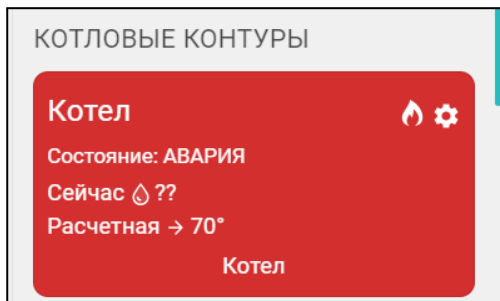 КОТЛОВЫЕ КОНТУРЫ
Котел
Состояние: АВАРИЯ
Сейчас ??
Расчетная → 70°
Котел